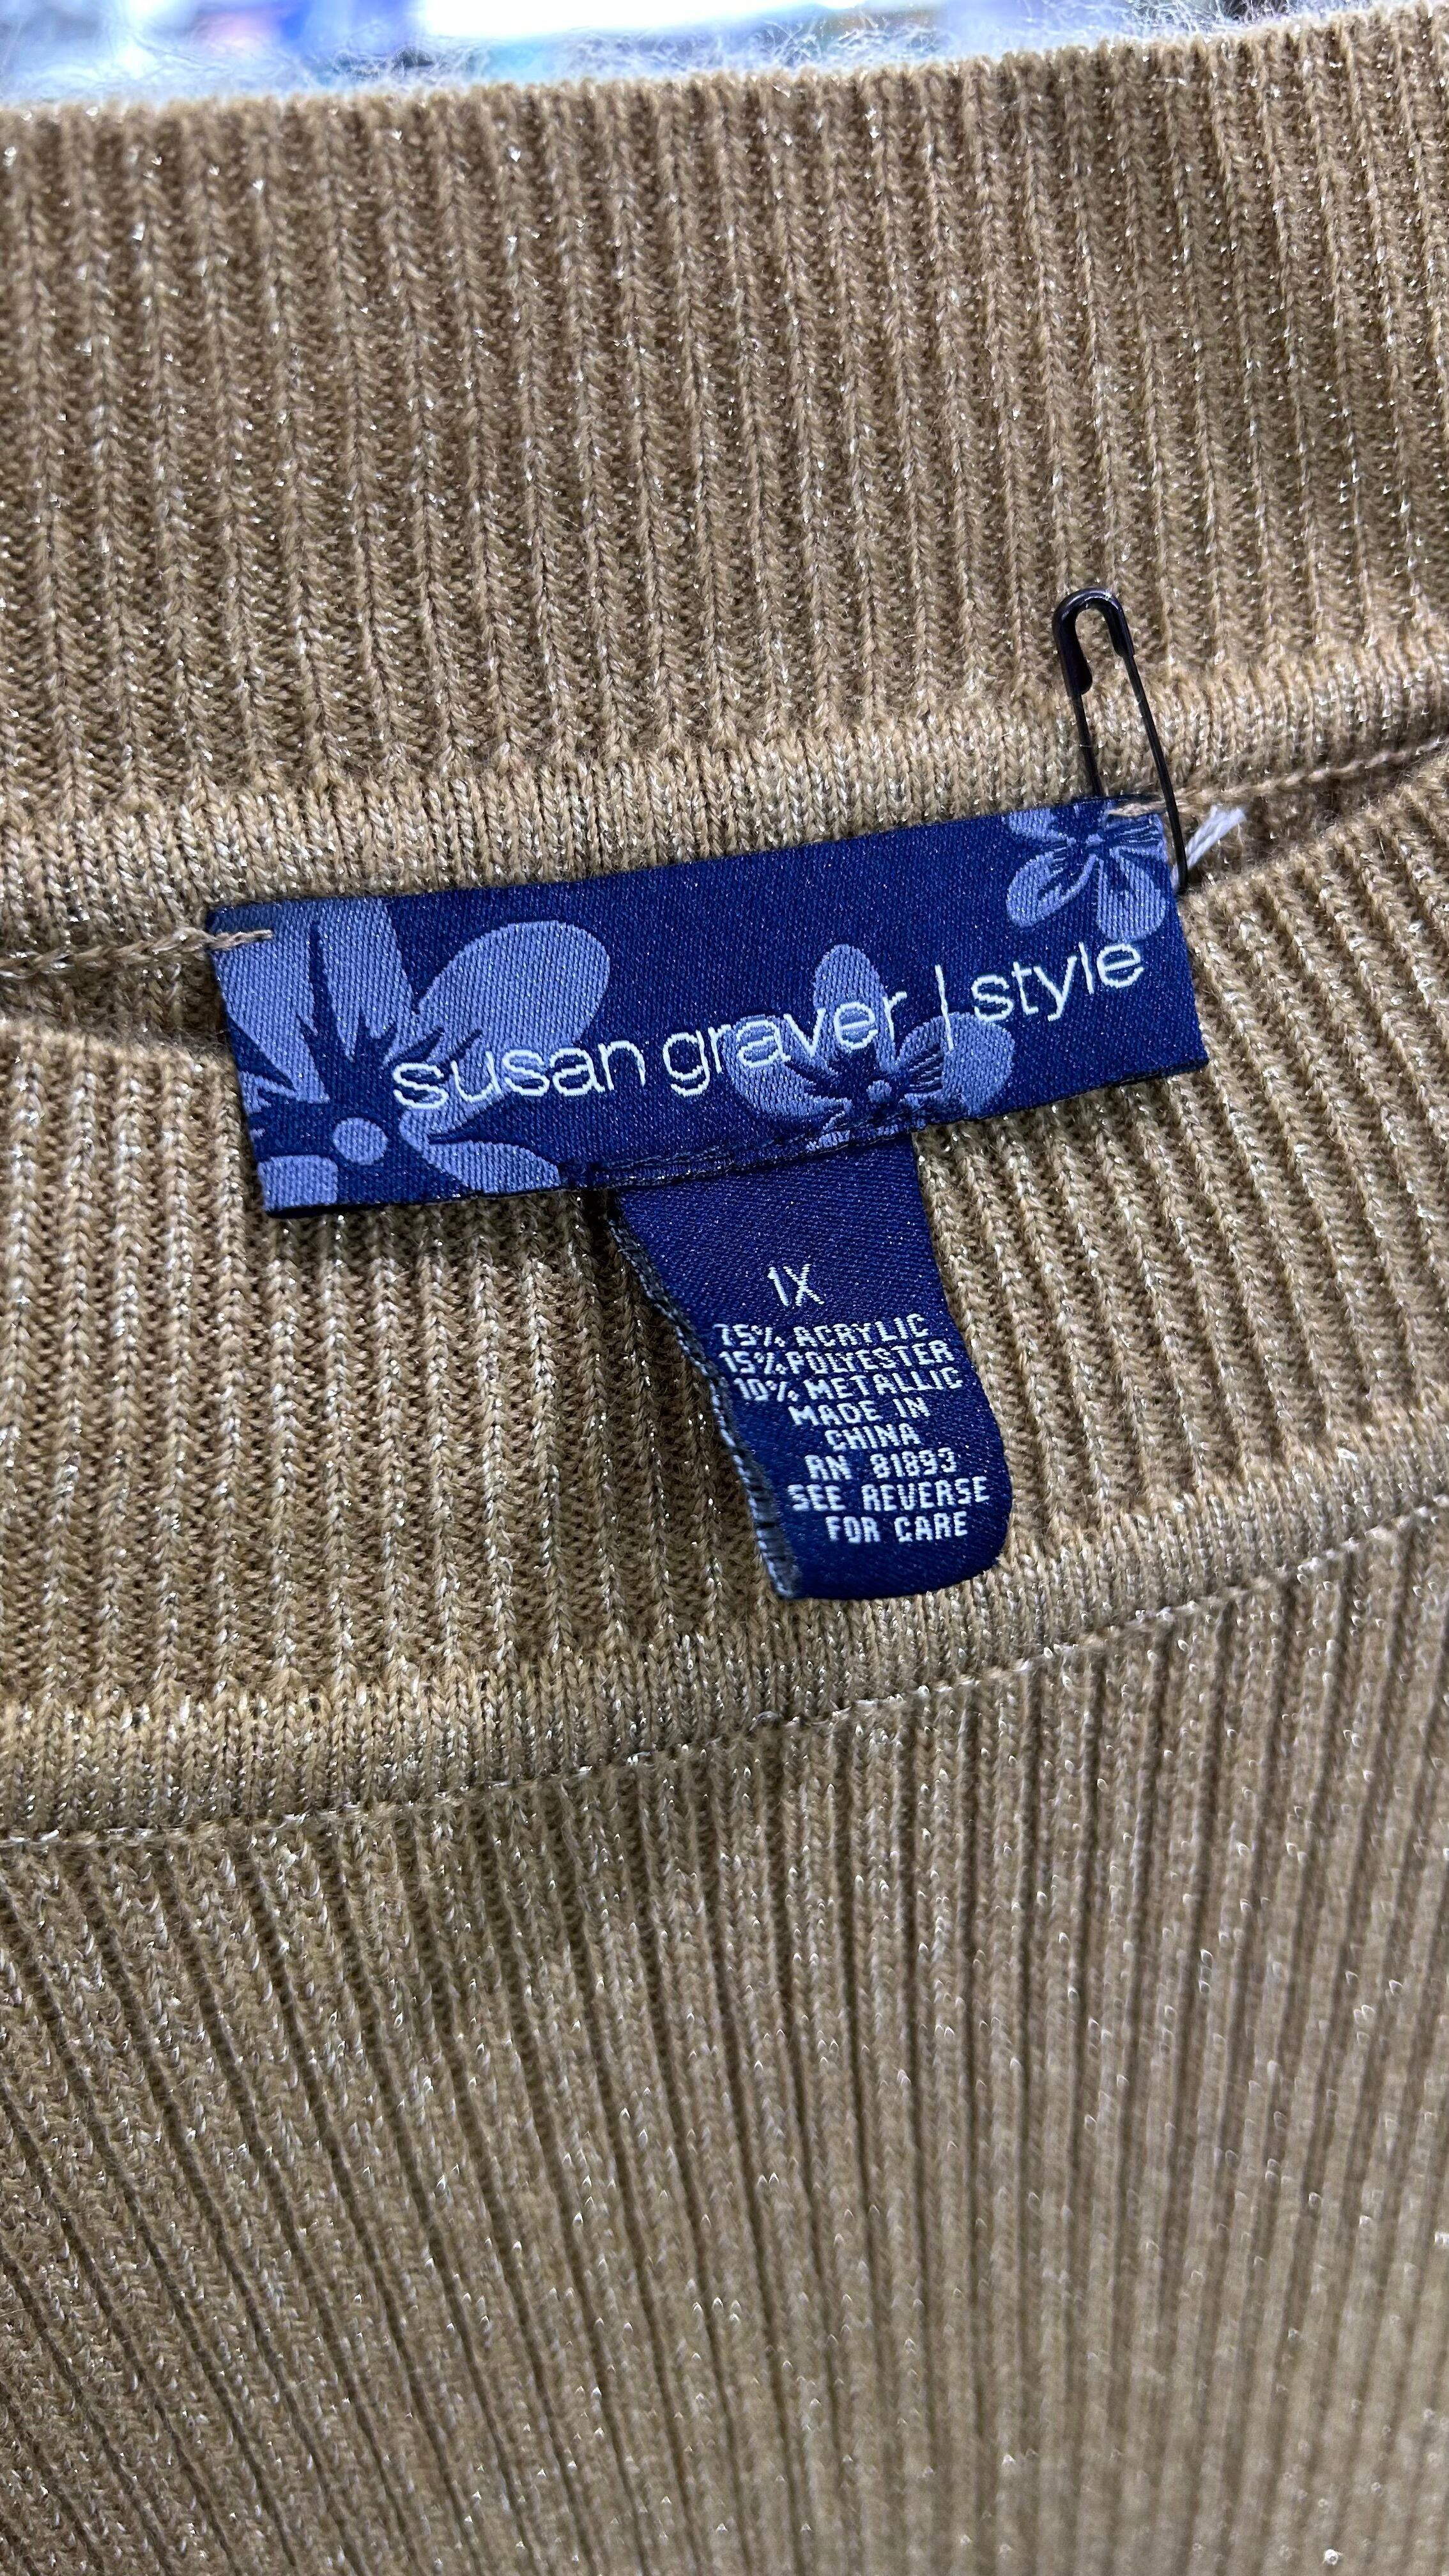 susan graver | style
1X
75% ACRYLIC
15% POLYESTER
10% METALLIC
MADE IN
CHINA
RN 81893
SEE REVERSE
FOR CARE